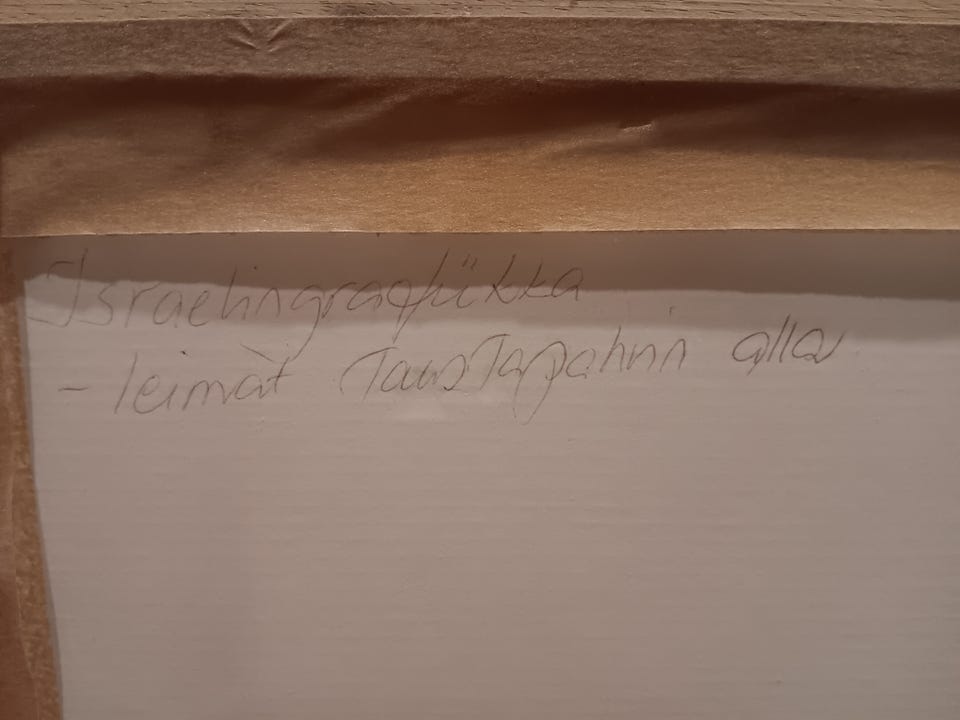 Israelingrafiikka
- leimat Taustapahvin alla